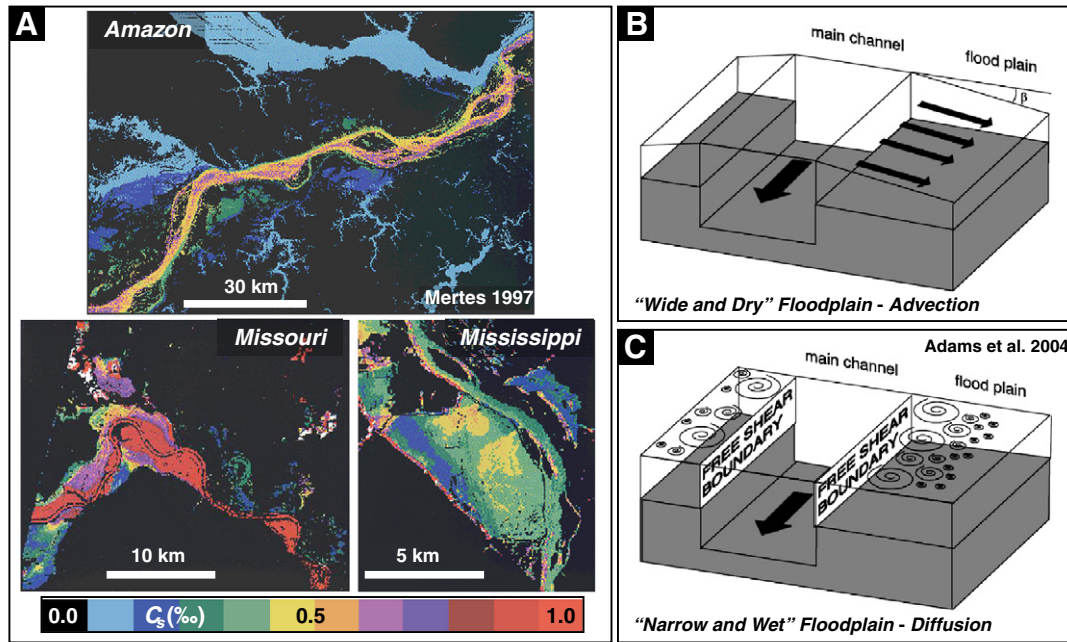 A
Amazon
30 km
Mertes 1997
Missouri
10 km
Mississippi
5 km
0.0
Cs(‰)
0.5
1.0
B
main channel
flood plain
β
“Wide and Dry” Floodplain - Advection
C
Adams et al. 2004
main channel
flood plain
FREE SHEAR
BOUNDARY
FREE SHEAR
BOUNDARY
“Narrow and Wet” Floodplain - Diffusion